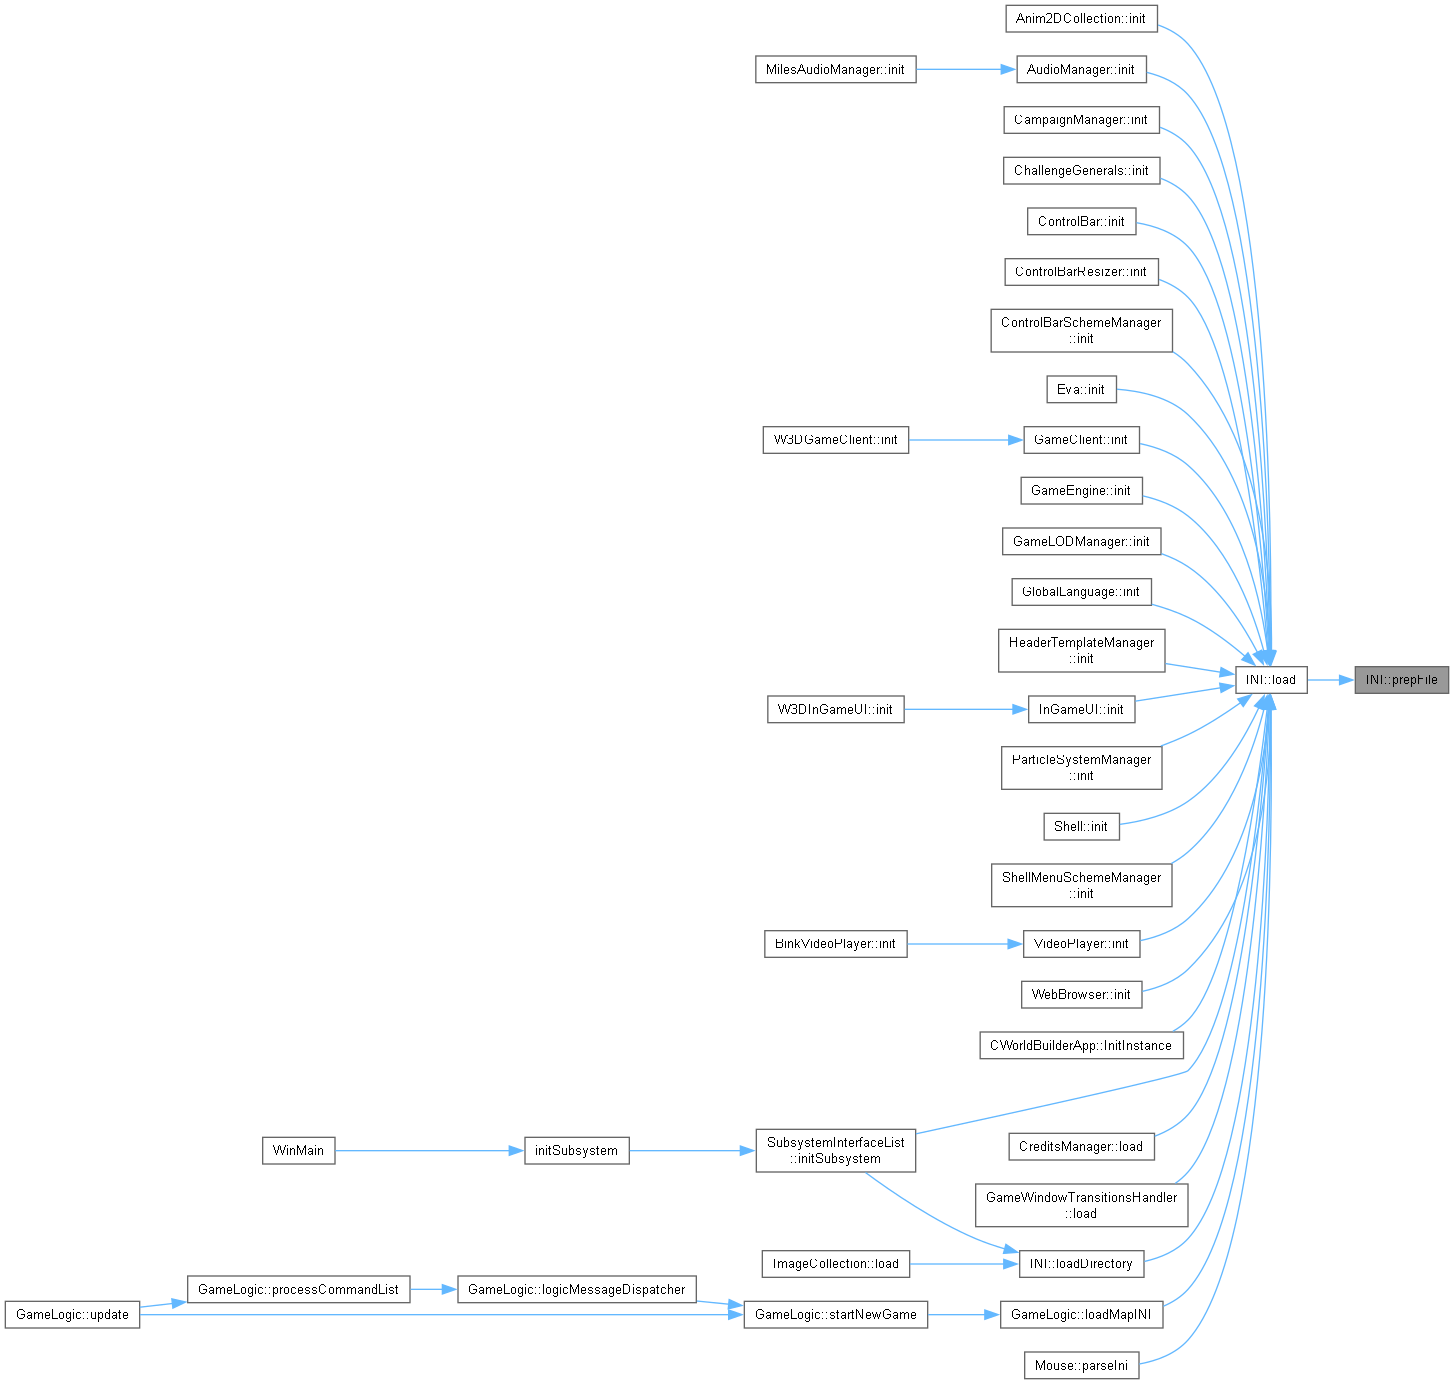 Anim2DCollection::init
MilesAudioManager::init
AudioManager::init
CampaignManager::init
ChallengeGenerals::init
ControlBar::init
ControlBarResizer::init
ControlBarSchemeManager
::init
Eva::init
W3DGameClient::init
GameClient::init
GameEngine::init
GameLODManager::init
GlobalLanguage::init
HeaderTemplateManager
::init
INI::load
INI::prepFile
W3DInGameUI::init
InGameUI::init
ParticleSystemManager
::init
Shell::init
ShellMenuSchemeManager
::init
BinkVideoPlayer::init
VideoPlayer::init
WebBrowser::init
CWorldBuilderApp::InitInstance
WinMain
initSubsystem
SubsystemInterfaceList
::initSubsystem
CreditsManager::load
GameWindowTransitionsHandler
::load
ImageCollection::load
INI::loadDirectory
GameLogic::update
GameLogic::processCommandList
GameLogic::logicMessageDispatcher
GameLogic::startNewGame
GameLogic::loadMapINI
Mouse::parseIni